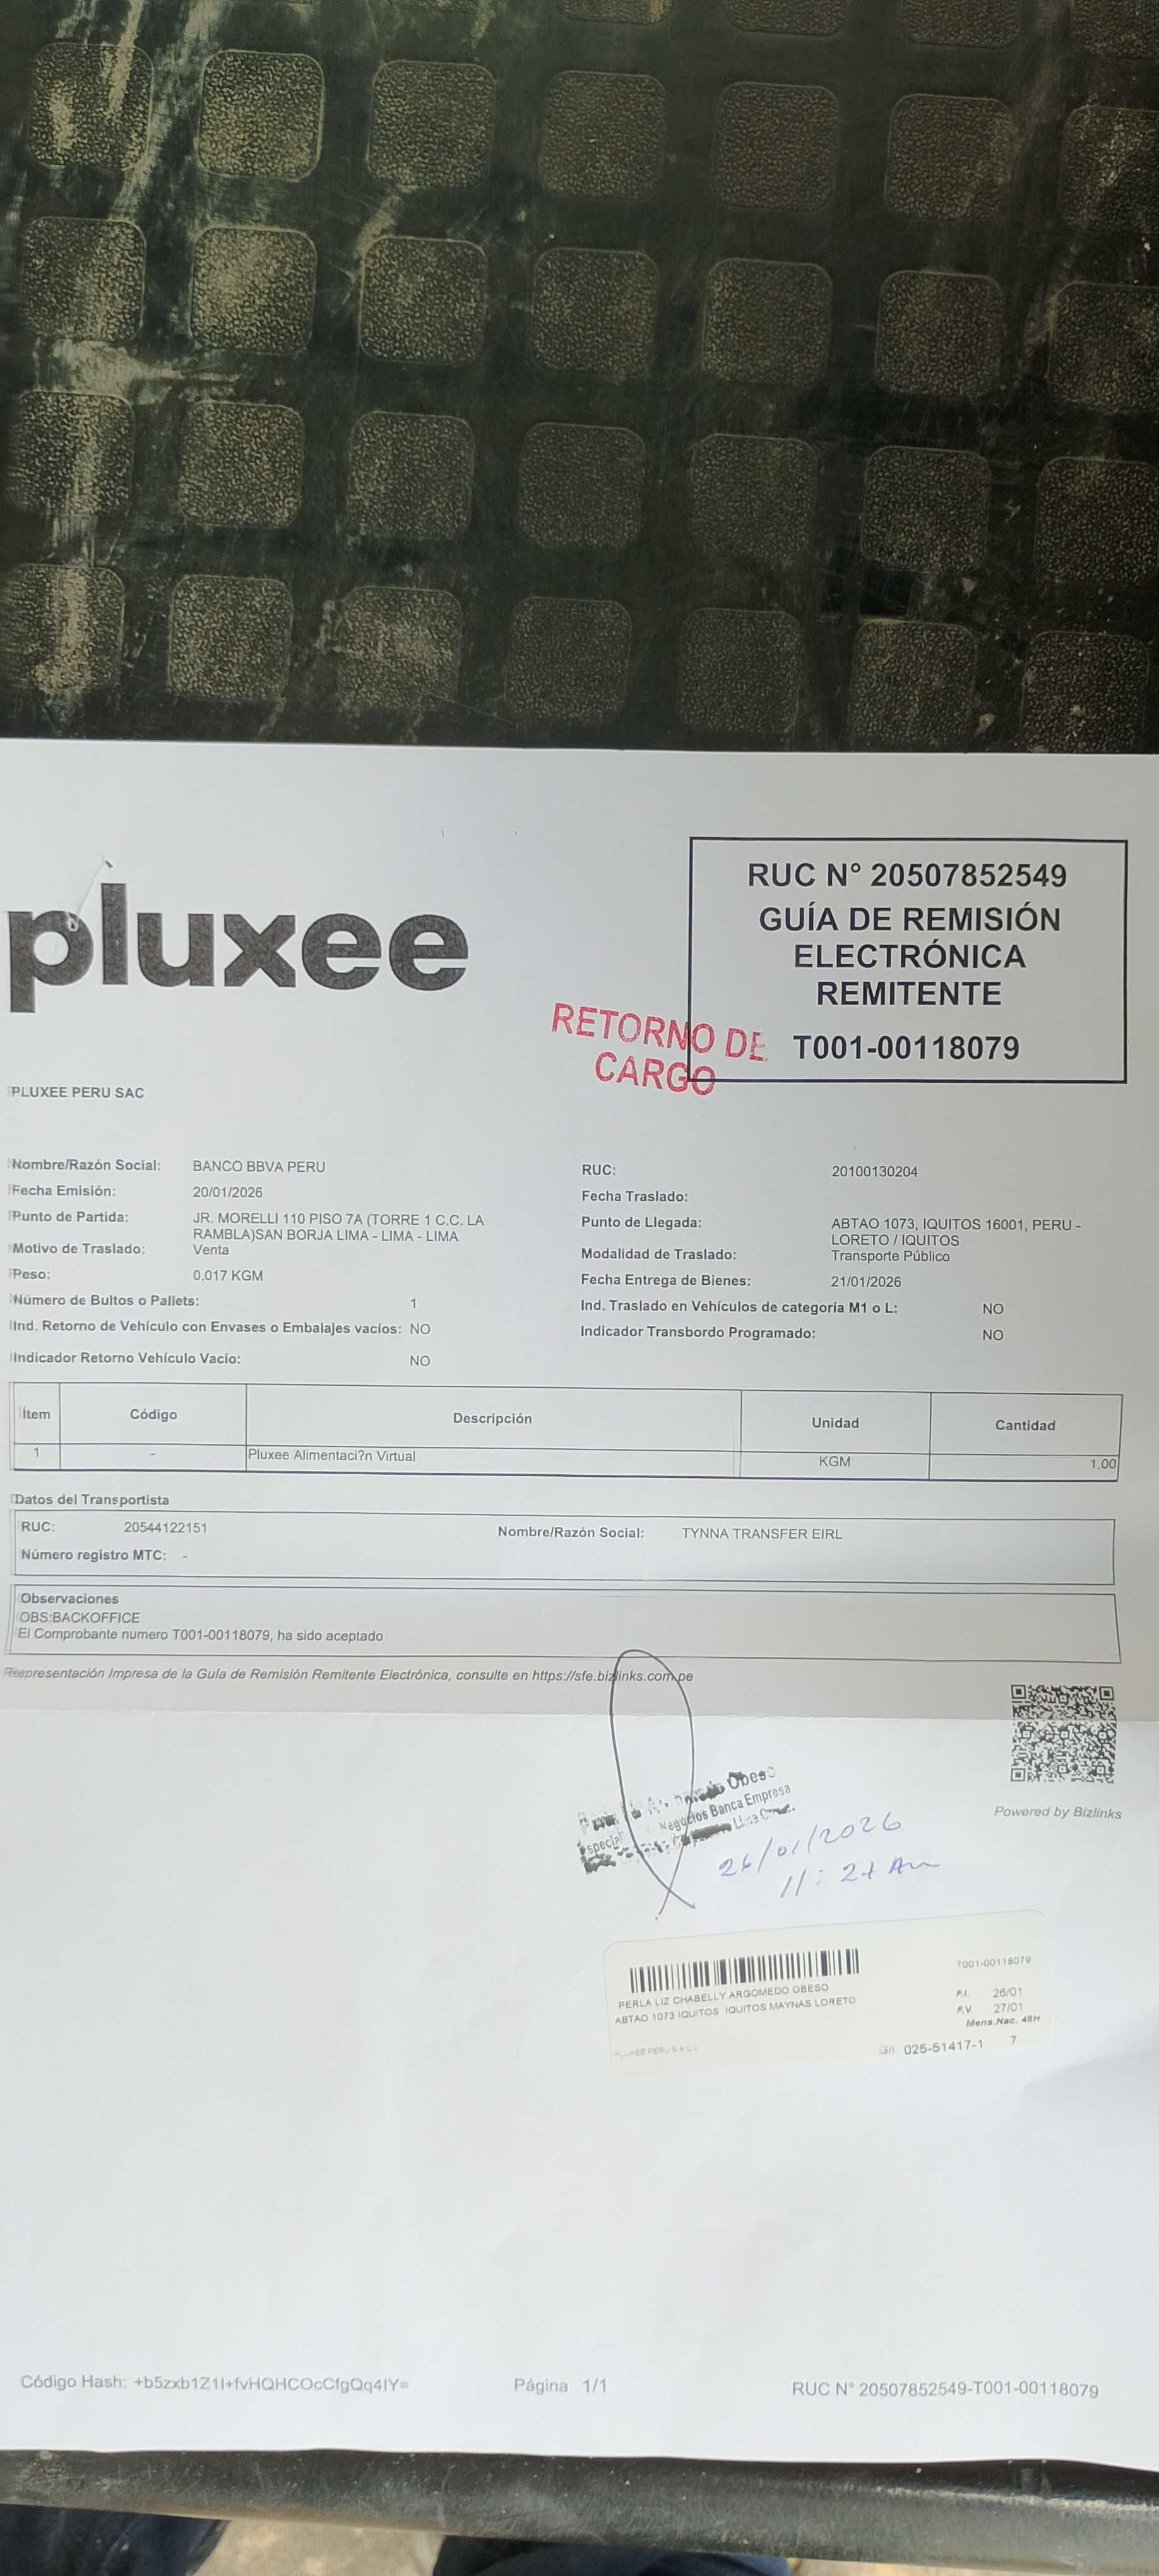 pluxee
RUC N° 20507852549
GUÍA DE REMISIÓN
ELECTRÓNICA
REMITENTE
T001-00118079
RETORNO DE
CARGO
PLUXEE PERU SAC
Nombre/Razón Social: BANCO BBVA PERU
RUC: 20100130204
Fecha Emisión: 20/01/2026
Fecha Traslado:
Punto de Partida: JR. MORELLI 110 PISO 7A (TORRE 1 C.C. LA
RAMBLA)SAN BORJA LIMA - LIMA - LIMA
Punto de Llegada: ABTAO 1073, IQUITOS 16001, PERU -
LORETO / IQUITOS
Motivo de Traslado: Venta
Modalidad de Traslado: Transporte Público
Peso: 0.017 KGM
Fecha Entrega de Bienes: 21/01/2026
Número de Bultos o Pallets: 1
Ind. Traslado en Vehículos de categoría M1 o L: NO
Ind. Retorno de Vehículo con Envases o Embalajes vacíos: NO
Indicador Transbordo Programado: NO
Indicador Retorno Vehículo Vacío: NO
Ítem Código Descripción Unidad Cantidad
1 - Pluxee Alimentaci?n Virtual KGM 1.00
Datos del Transportista
RUC: 20544122151 Nombre/Razón Social: TYNNA TRANSFER EIRL
Número registro MTC: -
Observaciones
OBS:BACKOFFICE
El Comprobante numero T001-00118079, ha sido aceptado
Representación Impresa de la Guía de Remisión Remitente Electrónica, consulte en https://sfe.bizlinks.com.pe
Powered by Bizlinks
Obeso
Negocios Banca Empresa
26/01/2026
11:27 Am
T001-00118079
PERLA LIZ CHABELLY ARGOMEDO OBESO
ABTAO 1073 IQUITOS IQUITOS MAYNAS LORETO
F.I. 26/01
F.V. 27/01
Mens.Nac. 48H
PLUXEE PERU S A C
G/I. 025-51417-1 7
Código Hash: +b5zxb1Z1I+fvHQHCOcCfgQq4IY=
Página 1/1
RUC N° 20507852549-T001-00118079